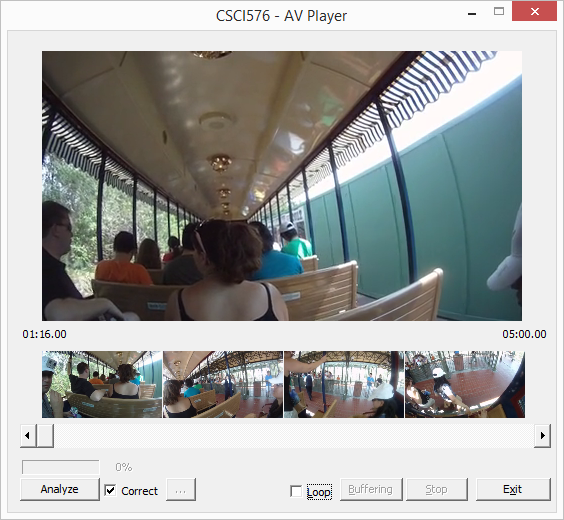 CSCI576 - AV Player
01:16.00
05:00.00
0%
Analyze
Correct
...
Loop
Buffering
Stop
Exit